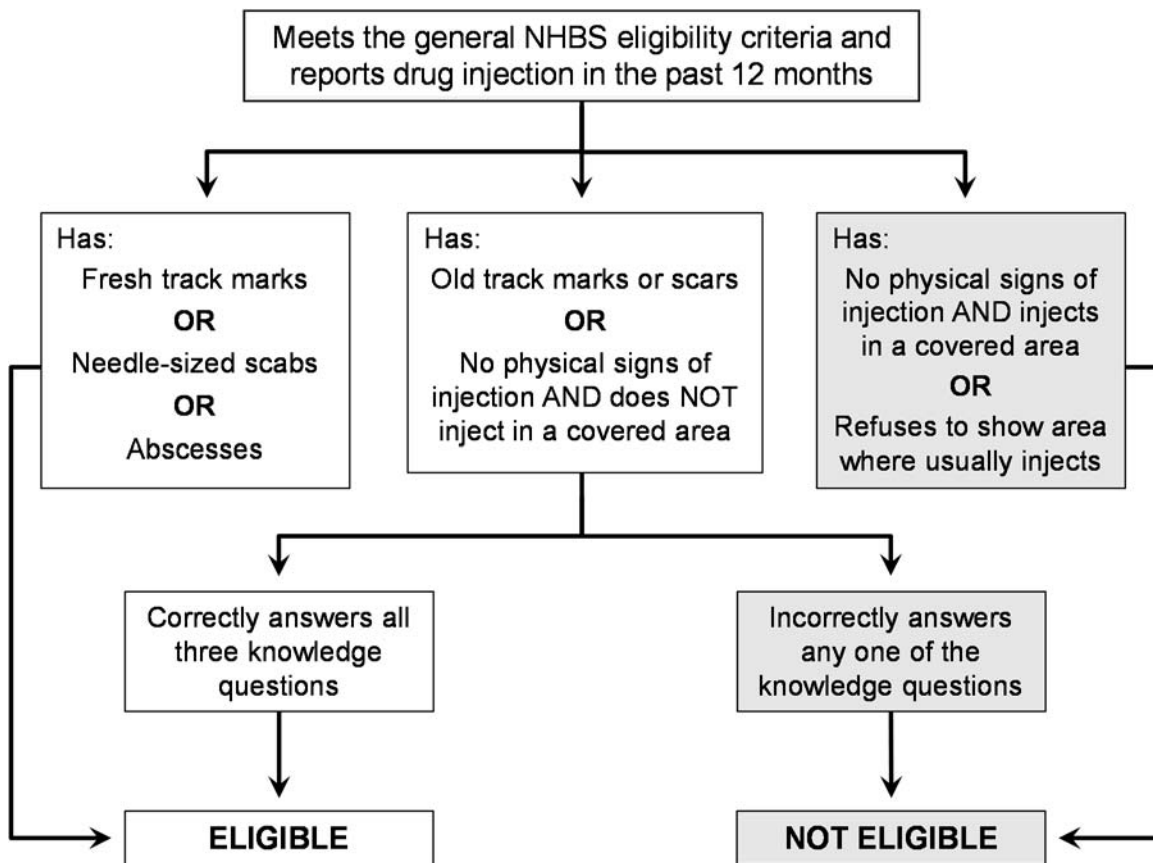 Meets the general NHBS eligibility criteria and
reports drug injection in the past 12 months
Has:
Fresh track marks
OR
Needle-sized scabs
OR
Abscesses
Has:
Old track marks or scars
OR
No physical signs of
injection AND does NOT
inject in a covered area
Has:
No physical signs of
injection AND injects
in a covered area
OR
Refuses to show area
where usually injects
Correctly answers all
three knowledge
questions
Incorrectly answers
any one of the
knowledge questions
ELIGIBLE
NOT ELIGIBLE